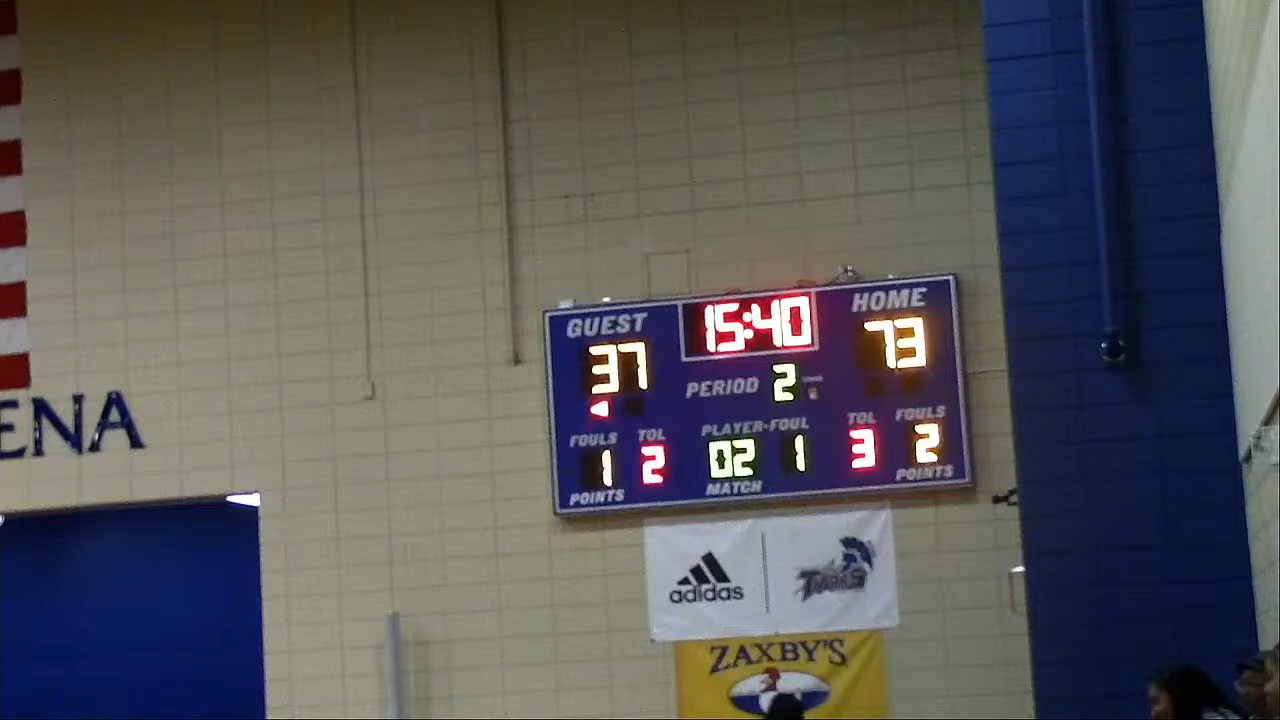 ENA
GUEST
15:40
HOME
37
73
PERIOD 2
FOULS TOL PLAYER-FOUL TOL FOULS
1 2 02 1 3 2
POINTS MATCH POINTS
adidas
ZAXBY'S